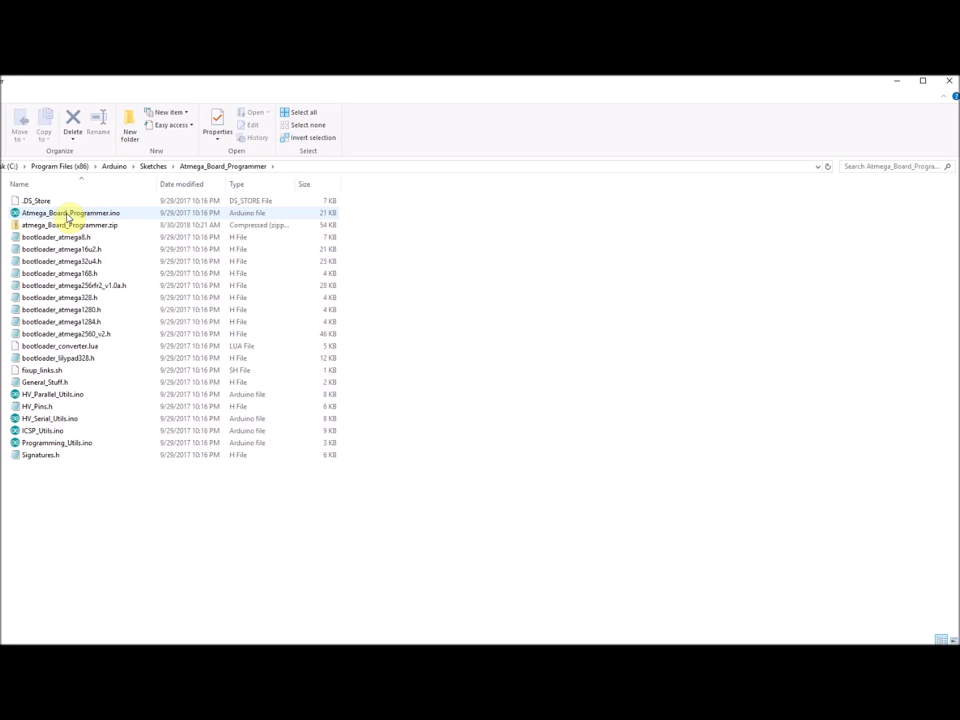 r
Move to
Copy to
Delete
Rename
New folder
New item
Easy access
Properties
Open
Edit
History
Select all
Select none
Invert selection
Organize
New
Open
Select
sk (C:) > Program Files (x86) > Arduino > Sketches > Atmega_Board_Programmer >
Search Atmega_Board_Progra...
Name Date modified Type Size
.DS_Store 9/29/2017 10:16 PM DS_STORE File 7 KB
Atmega_Board_Programmer.ino 9/29/2017 10:16 PM Arduino file 21 KB
atmega_Board_Programmer.zip 8/30/2018 10:21 AM Compressed (zipp... 54 KB
bootloader_atmega8.h 9/29/2017 10:16 PM H File 7 KB
bootloader_atmega16u2.h 9/29/2017 10:16 PM H File 21 KB
bootloader_atmega32u4.h 9/29/2017 10:16 PM H File 25 KB
bootloader_atmega168.h 9/29/2017 10:16 PM H File 4 KB
bootloader_atmega256rfr2_v1.0a.h 9/29/2017 10:16 PM H File 28 KB
bootloader_atmega328.h 9/29/2017 10:16 PM H File 4 KB
bootloader_atmega1280.h 9/29/2017 10:16 PM H File 4 KB
bootloader_atmega1284.h 9/29/2017 10:16 PM H File 4 KB
bootloader_atmega2560_v2.h 9/29/2017 10:16 PM H File 46 KB
bootloader_converter.lua 9/29/2017 10:16 PM LUA File 5 KB
bootloader_lilypad328.h 9/29/2017 10:16 PM H File 12 KB
fixup_links.sh 9/29/2017 10:16 PM SH File 1 KB
General_Stuff.h 9/29/2017 10:16 PM H File 2 KB
HV_Parallel_Utils.ino 9/29/2017 10:16 PM Arduino file 8 KB
HV_Pins.h 9/29/2017 10:16 PM H File 6 KB
HV_Serial_Utils.ino 9/29/2017 10:16 PM Arduino file 8 KB
ICSP_Utils.ino 9/29/2017 10:16 PM Arduino file 9 KB
Programming_Utils.ino 9/29/2017 10:16 PM Arduino file 3 KB
Signatures.h 9/29/2017 10:16 PM H File 6 KB